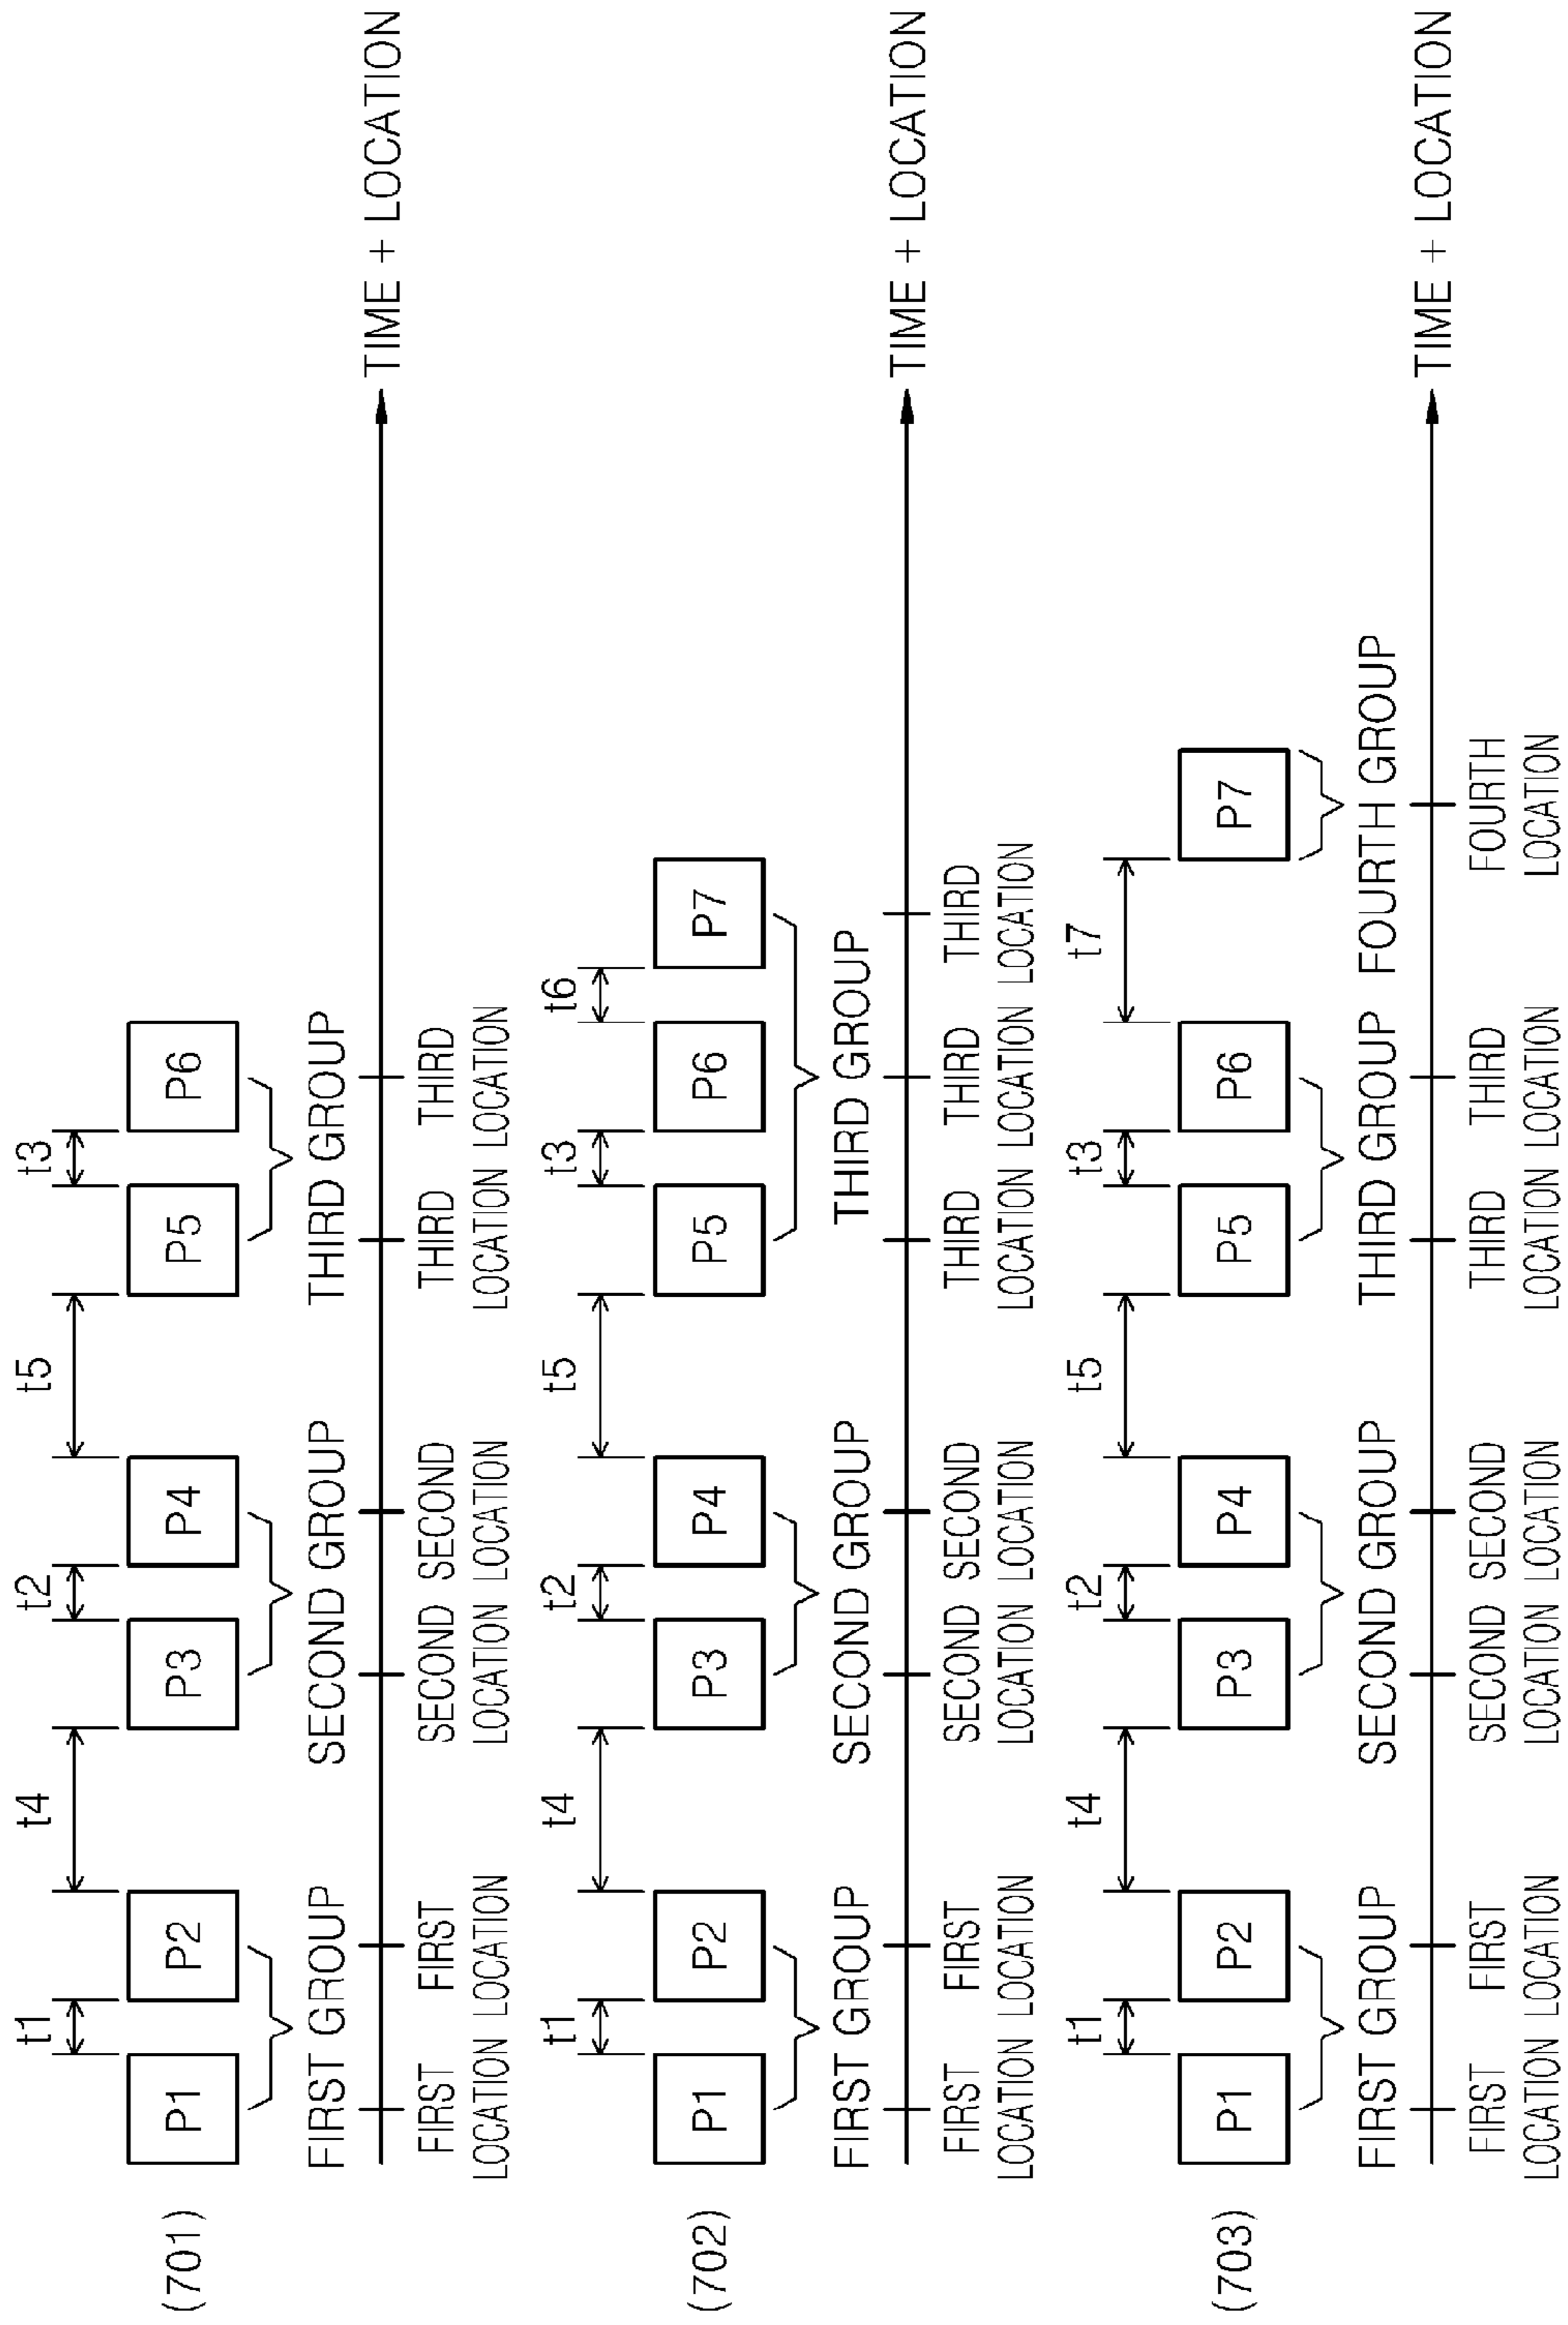 (701)
t1 t4 t2 t5 t3
P1 P2 P3 P4 P5 P6
FIRST GROUP SECOND GROUP THIRD GROUP
TIME + LOCATION
FIRST FIRST SECOND SECOND THIRD THIRD
LOCATION LOCATION LOCATION LOCATION LOCATION LOCATION
(702)
t1 t4 t2 t5 t3 t6
P1 P2 P3 P4 P5 P6 P7
FIRST GROUP SECOND GROUP THIRD GROUP
TIME + LOCATION
FIRST FIRST SECOND SECOND THIRD THIRD THIRD
LOCATION LOCATION LOCATION LOCATION LOCATION LOCATION LOCATION
(703)
t1 t4 t2 t5 t3 t7
P1 P2 P3 P4 P5 P6 P7
FIRST GROUP SECOND GROUP THIRD GROUP FOURTH GROUP
TIME + LOCATION
FIRST FIRST SECOND SECOND THIRD THIRD FOURTH
LOCATION LOCATION LOCATION LOCATION LOCATION LOCATION LOCATION